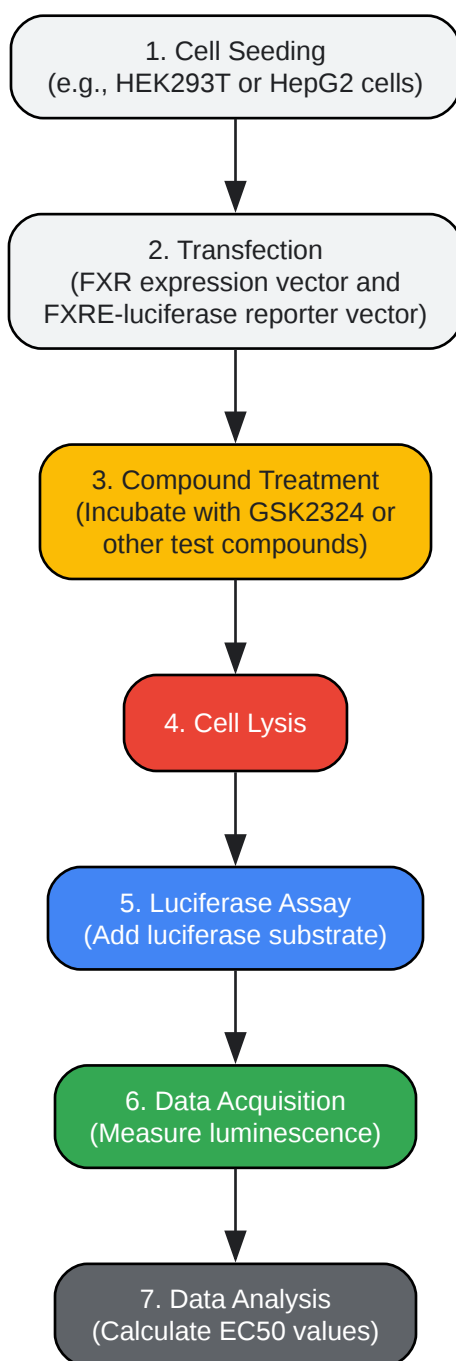 1. Cell Seeding
(e.g., HEK293T or HepG2 cells)
2. Transfection
(FXR expression vector and
FXRE-luciferase reporter vector)
3. Compound Treatment
(Incubate with GSK2324 or
other test compounds)
4. Cell Lysis
5. Luciferase Assay
(Add luciferase substrate)
6. Data Acquisition
(Measure luminescence)
7. Data Analysis
(Calculate EC50 values)